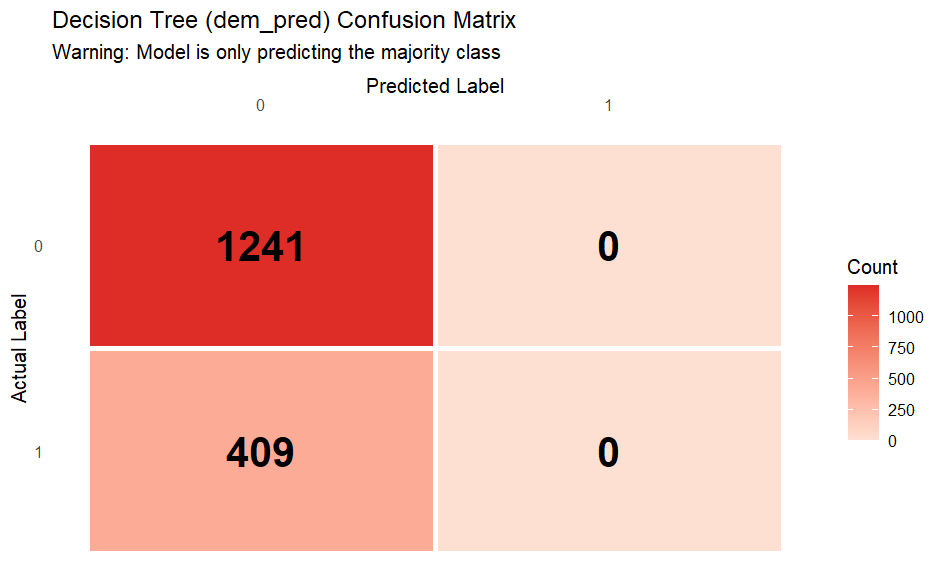 Decision Tree (dem_pred) Confusion Matrix
Warning: Model is only predicting the majority class
Predicted Label
0 1
0 1241 0
1 409 0
Actual Label
Count
1000
750
500
250
0